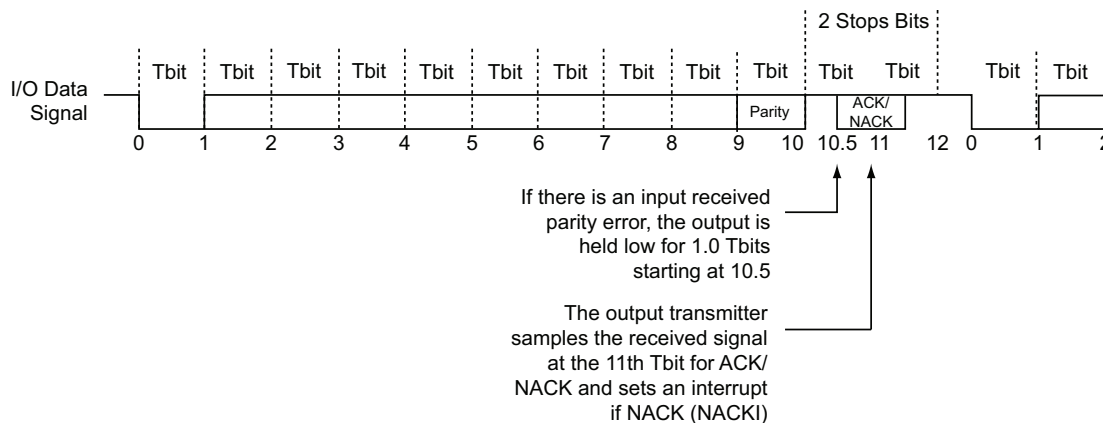 2 Stops Bits
Tbit Tbit Tbit Tbit Tbit Tbit Tbit Tbit Tbit Tbit Tbit Tbit Tbit Tbit
I/O Data
Signal
Parity
ACK/
NACK
0 1 2 3 4 5 6 7 8 9 10 10.5 11 12 0 1 2
If there is an input received
parity error, the output is
held low for 1.0 Tbits
starting at 10.5
The output transmitter
samples the received signal
at the 11th Tbit for ACK/
NACK and sets an interrupt
if NACK (NACKI)